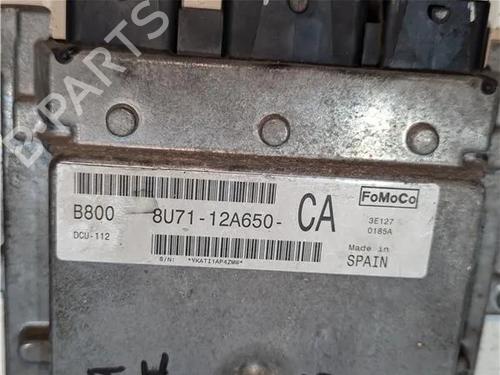 B-PARTS
FoMoCo
B800 8U71-12A650- CA
3E127
0185A
DCU-112
Made in
SPAIN
S/N: